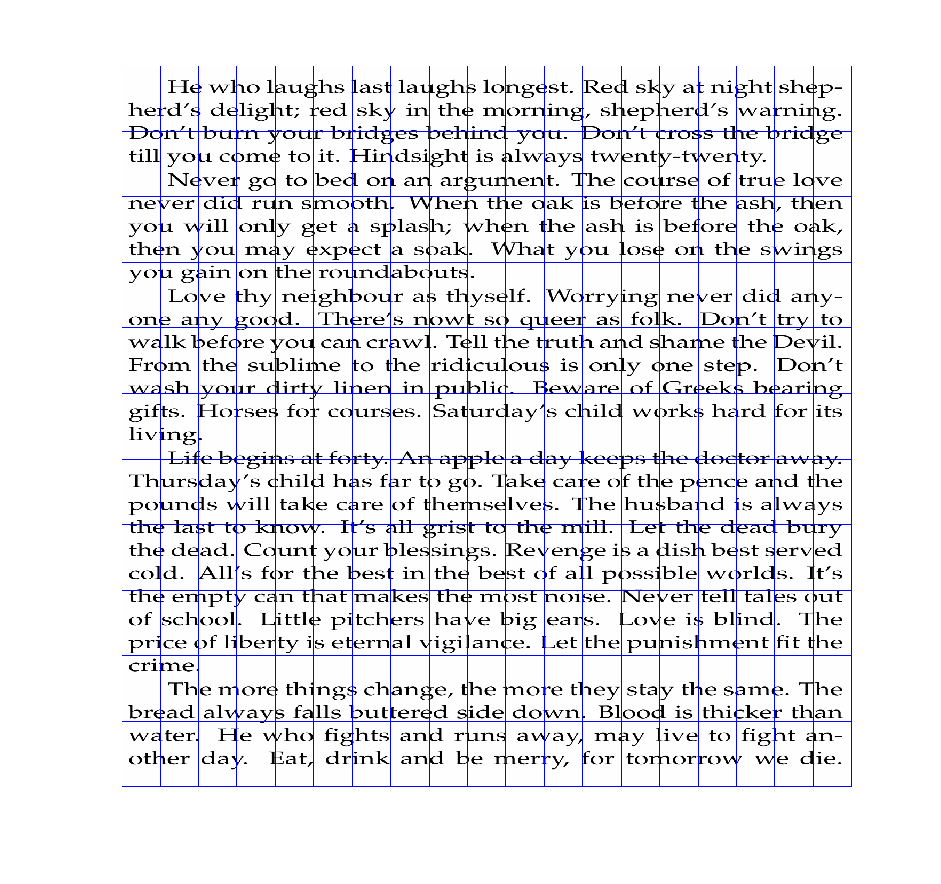 He who laughs last laughs longest. Red sky at night shep-
herd's delight; red sky in the morning, shepherd's warning.
Don't burn your bridges behind you. Don't cross the bridge
till you come to it. Hindsight is always twenty-twenty.
Never go to bed on an argument. The course of true love
never did run smooth. When the oak is before the ash, then
you will only get a splash; when the ash is before the oak,
then you may expect a soak. What you lose on the swings
you gain on the roundabouts.
Love thy neighbour as thyself. Worrying never did any-
one any good. There's nowt so queer as folk. Don't try to
walk before you can crawl. Tell the truth and shame the Devil.
From the sublime to the ridiculous is only one step. Don't
wash your dirty linen in public. Beware of Greeks bearing
gifts. Horses for courses. Saturday's child works hard for its
living.
Life begins at forty. An apple a day keeps the doctor away.
Thursday's child has far to go. Take care of the pence and the
pounds will take care of themselves. The husband is always
the last to know. It's all grist to the mill. Let the dead bury
the dead. Count your blessings. Revenge is a dish best served
cold. All's for the best in the best of all possible worlds. It's
the empty can that makes the most noise. Never tell tales out
of school. Little pitchers have big ears. Love is blind. The
price of liberty is eternal vigilance. Let the punishment fit the
crime.
The more things change, the more they stay the same. The
bread always falls buttered side down. Blood is thicker than
water. He who fights and runs away, may live to fight an-
other day. Eat, drink and be merry, for tomorrow we die.